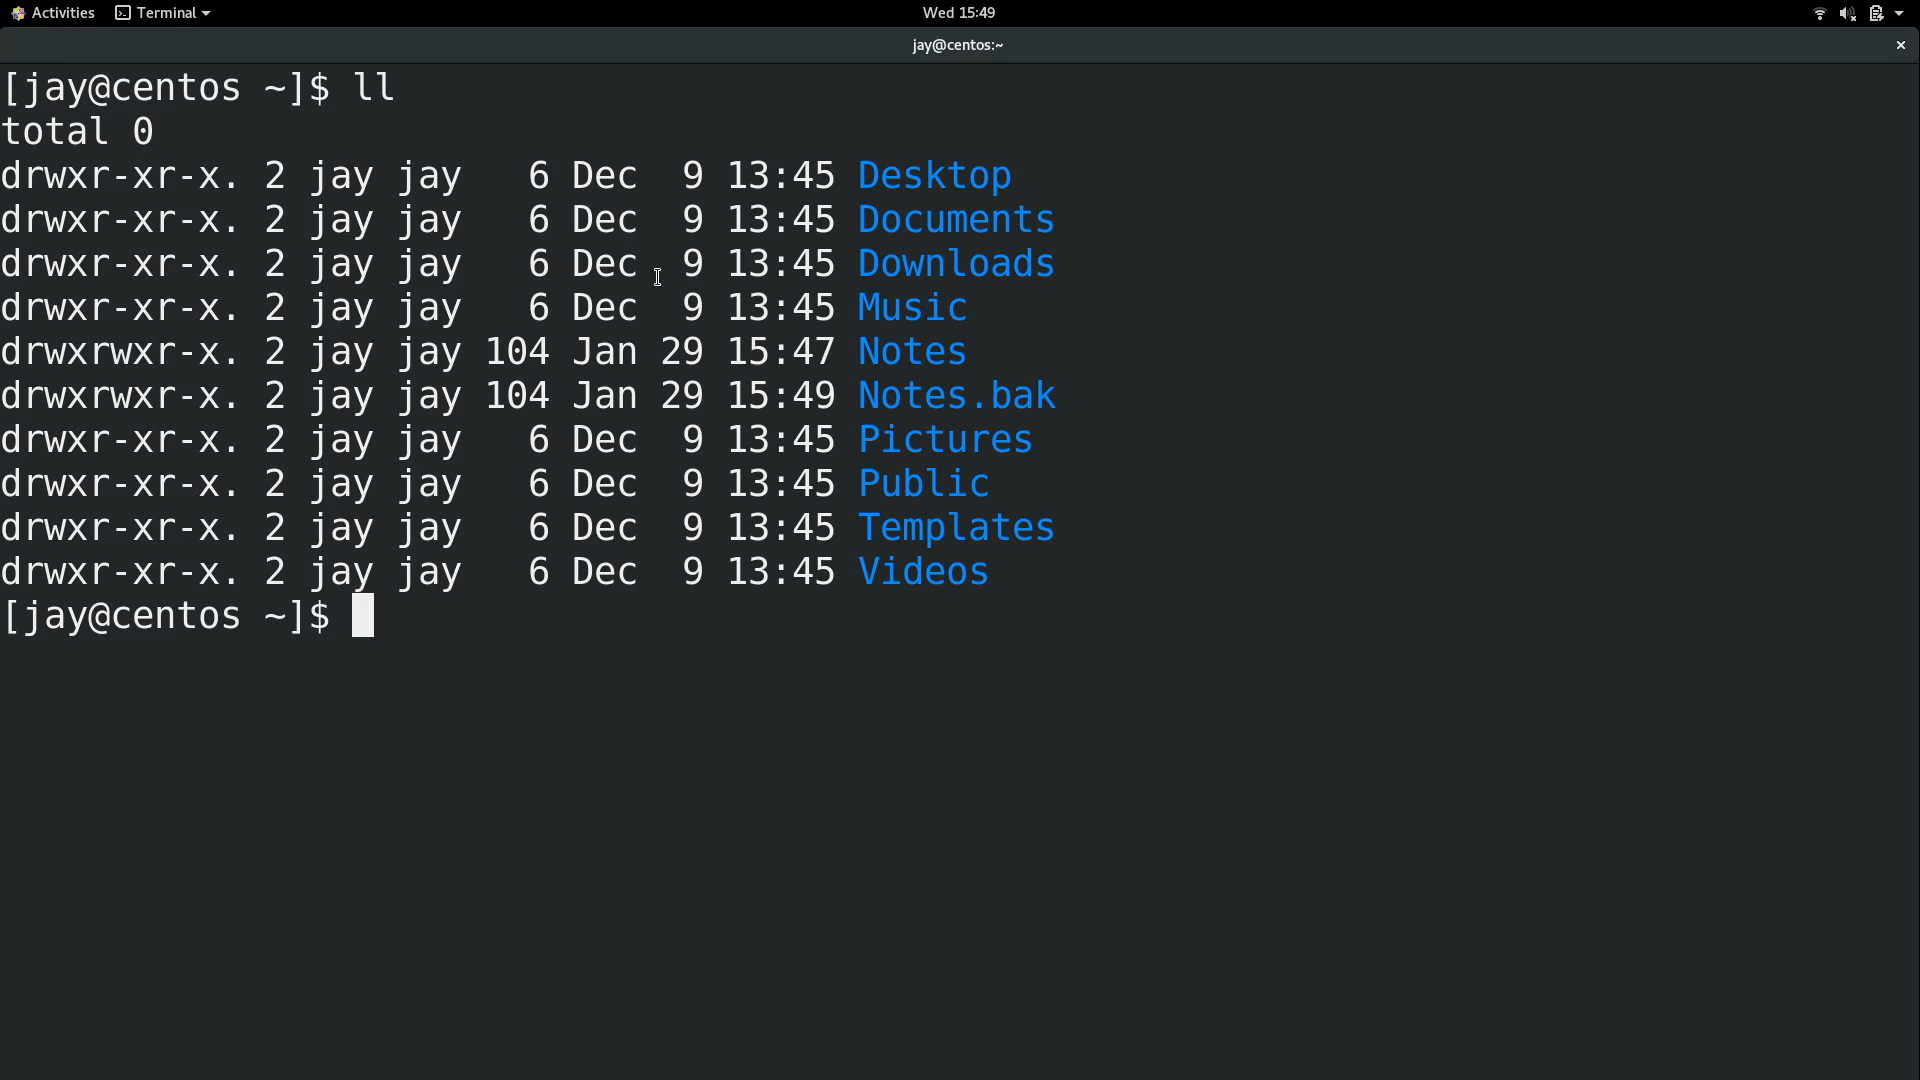 Activities Terminal Wed 15:49
jay@centos:~
[jay@centos ~]$ ll
total 0
drwxr-xr-x. 2 jay jay   6 Dec  9 13:45 Desktop
drwxr-xr-x. 2 jay jay   6 Dec  9 13:45 Documents
drwxr-xr-x. 2 jay jay   6 Dec  9 13:45 Downloads
drwxr-xr-x. 2 jay jay   6 Dec  9 13:45 Music
drwxrwxr-x. 2 jay jay 104 Jan 29 15:47 Notes
drwxrwxr-x. 2 jay jay 104 Jan 29 15:49 Notes.bak
drwxr-xr-x. 2 jay jay   6 Dec  9 13:45 Pictures
drwxr-xr-x. 2 jay jay   6 Dec  9 13:45 Public
drwxr-xr-x. 2 jay jay   6 Dec  9 13:45 Templates
drwxr-xr-x. 2 jay jay   6 Dec  9 13:45 Videos
[jay@centos ~]$